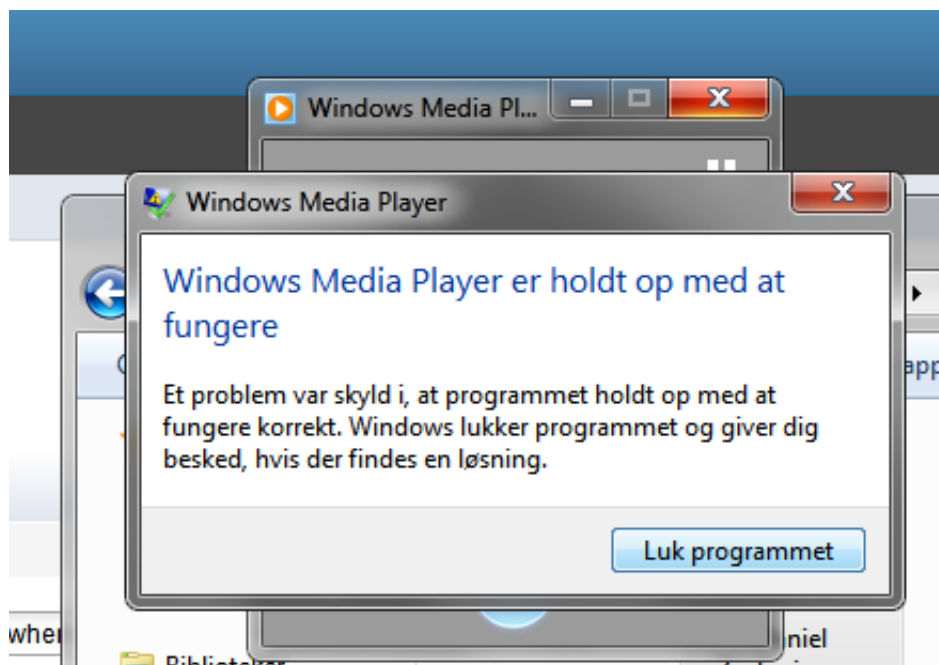 Windows Media Pl...
Windows Media Player
Windows Media Player er holdt op med at
fungere
Et problem var skyld i, at programmet holdt op med at
fungere korrekt. Windows lukker programmet og giver dig
besked, hvis der findes en løsning.
Luk programmet
Biblioteker